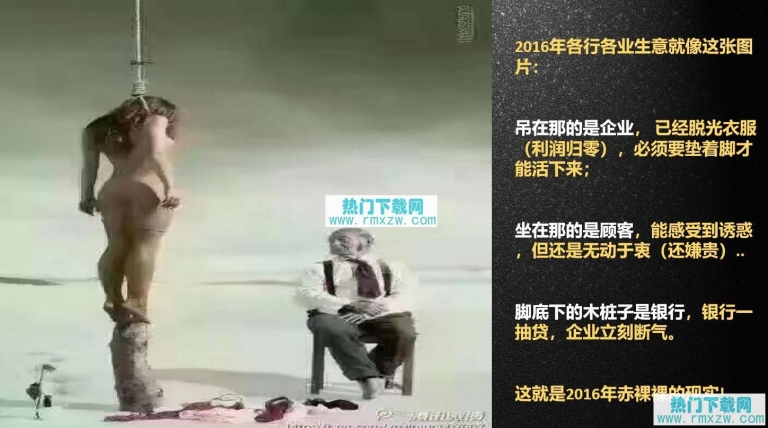 2016年各行各业生意就像这张图
片：
吊在那的是企业， 已经脱光衣服
（利润归零），必须要垫着脚才
能活下来；
坐在那的是顾客，能感受到诱惑
，但还是无动于衷（还嫌贵）..
脚底下的木桩子是银行，银行一
抽贷，企业立刻断气。
这就是2016年赤裸裸的现实！
热门下载网
www.rmxzw.com
热门下载网
www.rmxzw.com